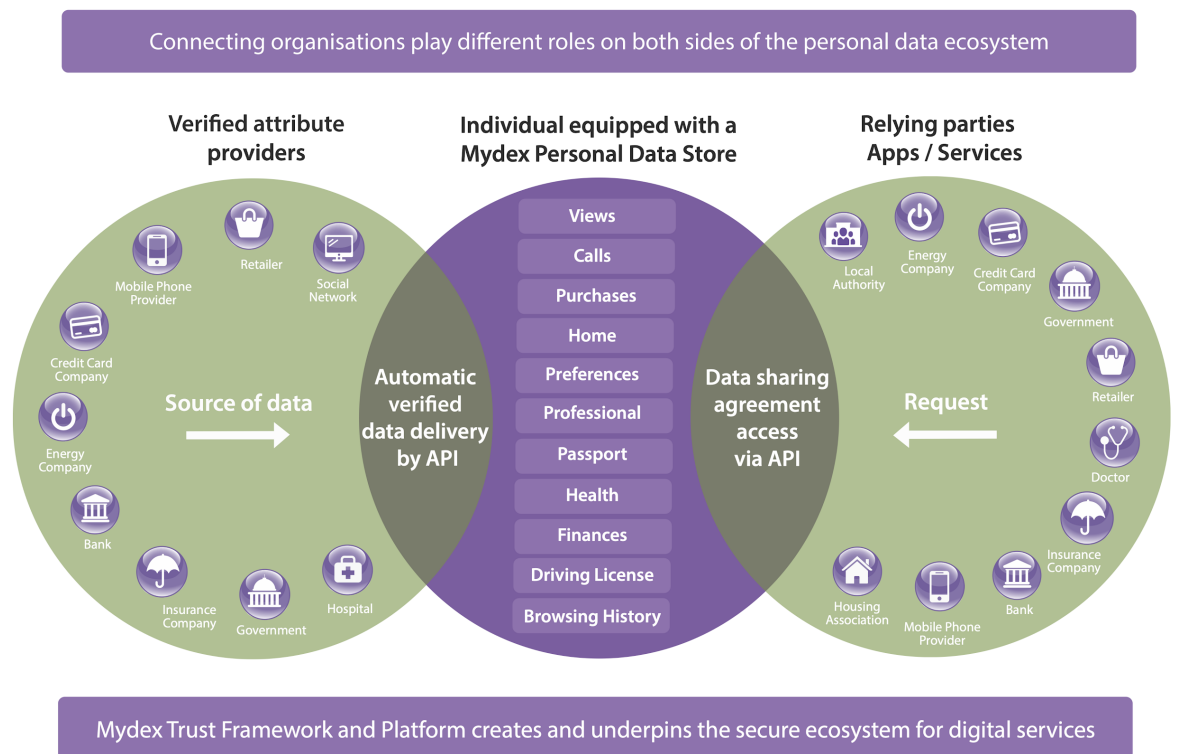 Connecting organisations play different roles on both sides of the personal data ecosystem
Verified attribute
providers
Individual equipped with a
Mydex Personal Data Store
Relying parties
Apps / Services
Retailer
Social
Network
Mobile Phone
Provider
Credit Card
Company
Energy
Company
Bank
Insurance
Company
Government
Hospital
Source of data
Automatic
verified
data delivery
by API
Views
Calls
Purchases
Home
Preferences
Professional
Passport
Health
Finances
Driving License
Browsing History
Data sharing
agreement
access
via API
Request
Local
Authority
Energy
Company
Credit Card
Company
Government
Retailer
Doctor
Insurance
Company
Bank
Mobile Phone
Provider
Housing
Association
Mydex Trust Framework and Platform creates and underpins the secure ecosystem for digital services